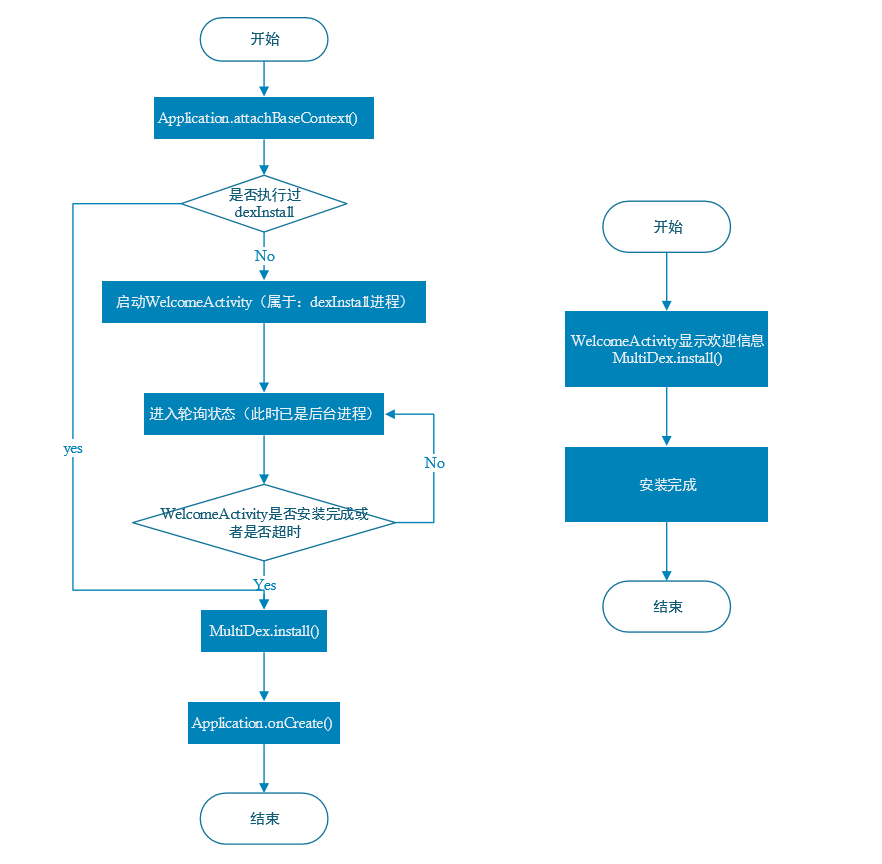 开始
Application.attachBaseContext()
是否执行过
dexInstall
No
启动WelcomeActivity（属于：dexInstall进程）
进入轮询状态（此时已是后台进程）
yes
No
WelcomeActivity是否安装完成或
者是否超时
Yes
MultiDex.install()
Application.onCreate()
结束
开始
WelcomeActivity显示欢迎信息
MultiDex.install()
安装完成
结束